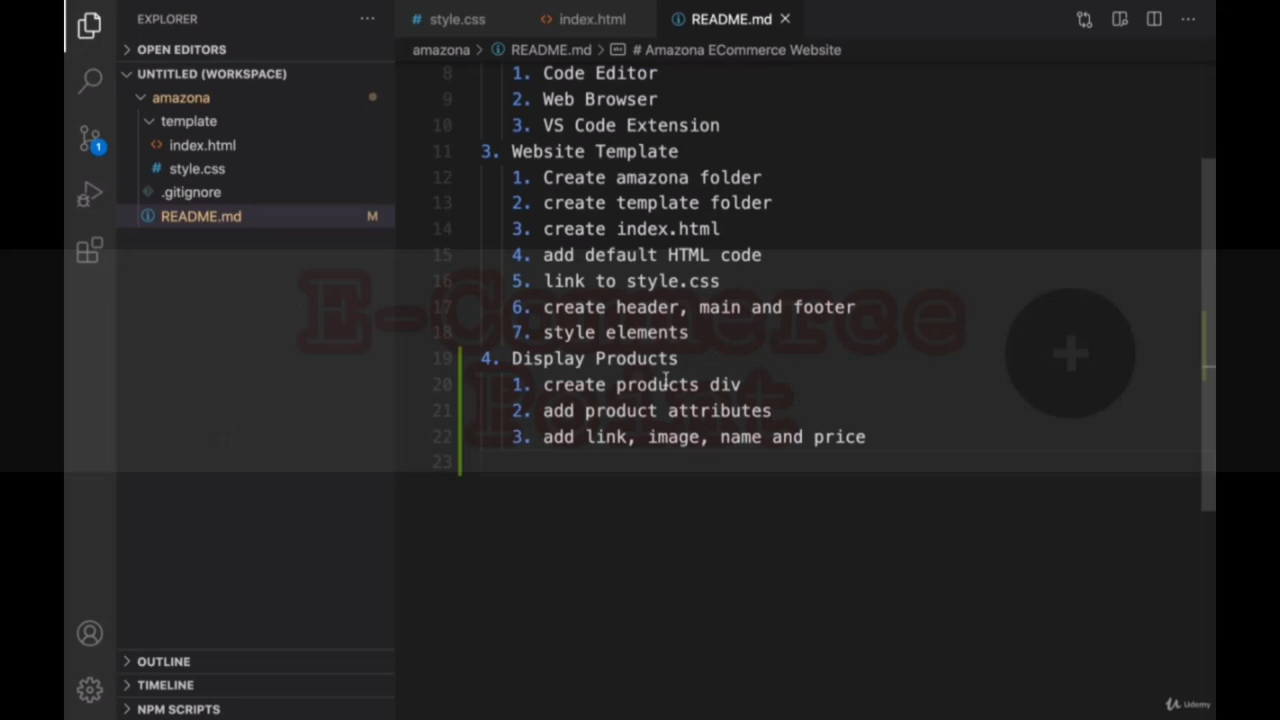 EXPLORER
style.css
index.html
README.md
OPEN EDITORS
amazona > README.md > # Amazona ECommerce Website
UNTITLED (WORKSPACE)
amazona
template
index.html
style.css
.gitignore
README.md M
1
8 1. Code Editor
9 2. Web Browser
10 3. VS Code Extension
11 3. Website Template
12 1. Create amazona folder
13 2. create template folder
14 3. create index.html
15 4. add default HTML code
16 5. link to style.css
17 6. create header, main and footer
18 7. style elements
19 4. Display Products
20 1. create products div
21 2. add product attributes
22 3. add link, image, name and price
23
E-Commerce
Point
+
OUTLINE
TIMELINE
NPM SCRIPTS
Udemy